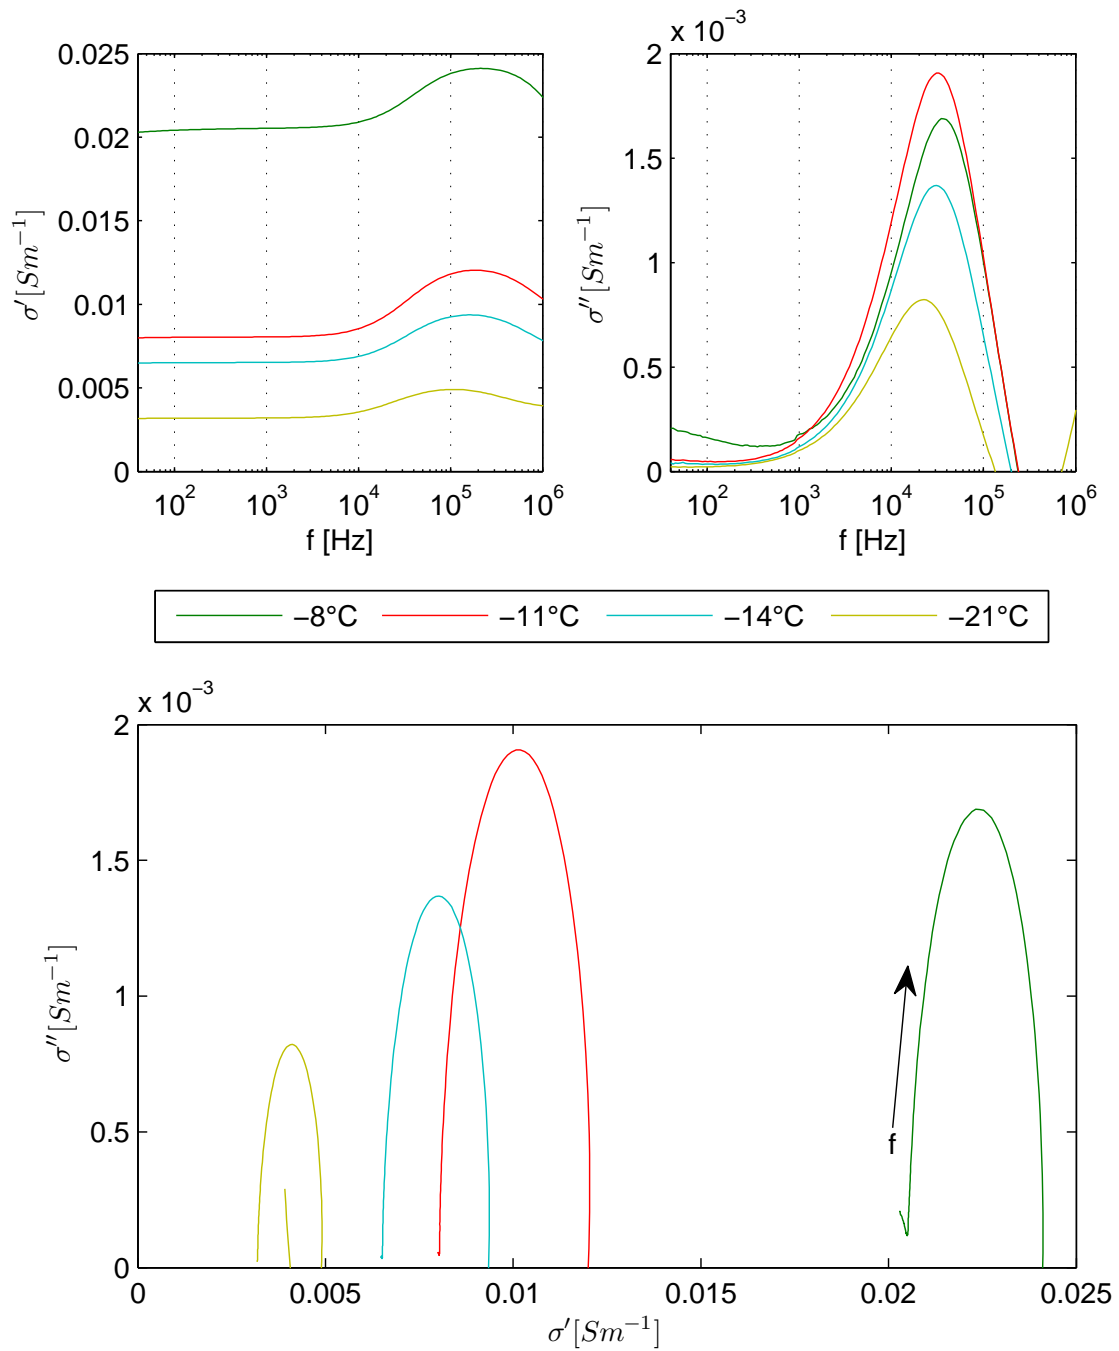 x 10⁻³
0.025
0.02
0.015
0.01
0.005
0
σ′[Sm⁻¹]
10² 10³ 10⁴ 10⁵ 10⁶
f [Hz]
2
1.5
1
0.5
0
σ″[Sm⁻¹]
10² 10³ 10⁴ 10⁵ 10⁶
f [Hz]
−8°C −11°C −14°C −21°C
x 10⁻³
2
1.5
1
0.5
0
σ″[Sm⁻¹]
f
0 0.005 0.01 0.015 0.02 0.025
σ′[Sm⁻¹]